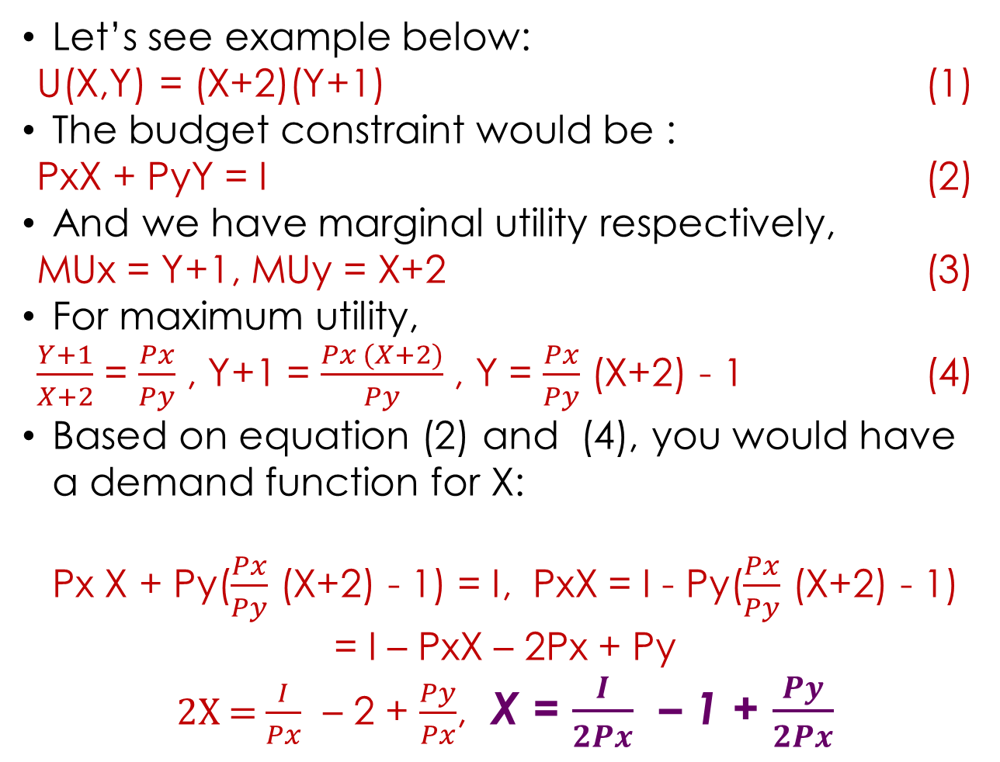 • Let’s see example below:
U(X,Y) = (X+2)(Y+1) (1)
• The budget constraint would be :
PxX + PyY = I (2)
• And we have marginal utility respectively,
MUx = Y+1, MUy = X+2 (3)
• For maximum utility,
\frac{Y+1}{X+2} = \frac{Px}{Py} , Y+1 = \frac{Px (X+2)}{Py} , Y = \frac{Px}{Py} (X+2) - 1 (4)
• Based on equation (2) and (4), you would have
a demand function for X:
Px X + Py(\frac{Px}{Py} (X+2) - 1) = I, PxX = I - Py(\frac{Px}{Py} (X+2) - 1)
= I – PxX – 2Px + Py
2X = \frac{I}{Px} – 2 + \frac{Py}{Px}, X = \frac{I}{2Px} – 1 + \frac{Py}{2Px}